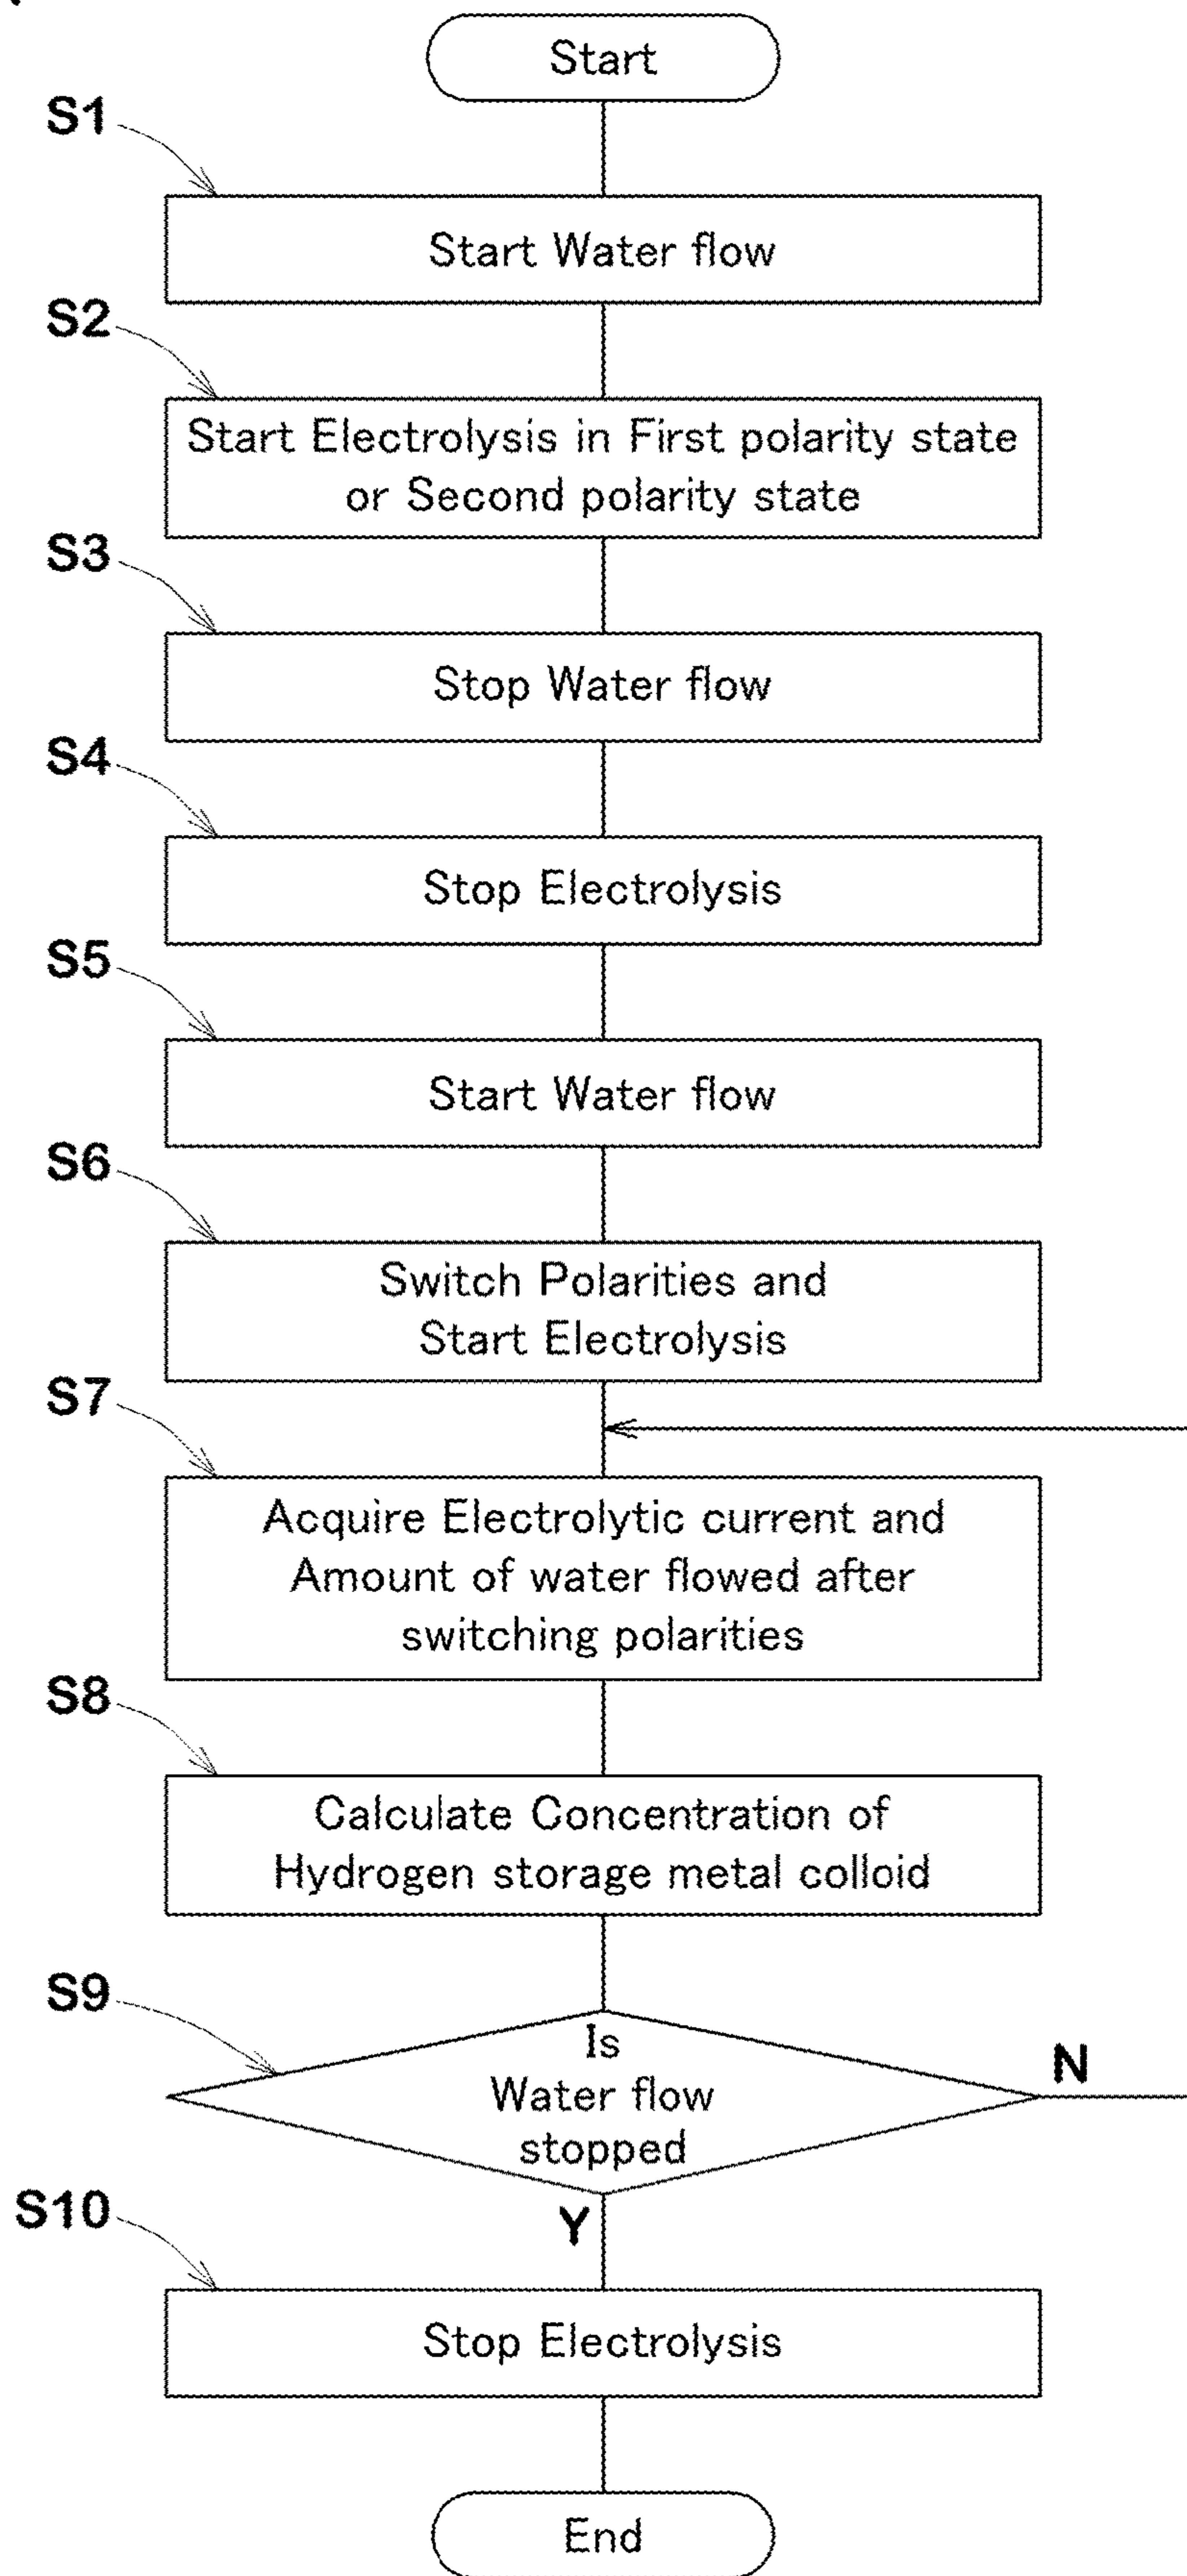 Start
S1
Start Water flow
S2
Start Electrolysis in First polarity state
or Second polarity state
S3
Stop Water flow
S4
Stop Electrolysis
S5
Start Water flow
S6
Switch Polarities and
Start Electrolysis
S7
Acquire Electrolytic current and
Amount of water flowed after
switching polarities
S8
Calculate Concentration of
Hydrogen storage metal colloid
S9
Is
Water flow
stopped
N
Y
S10
Stop Electrolysis
End